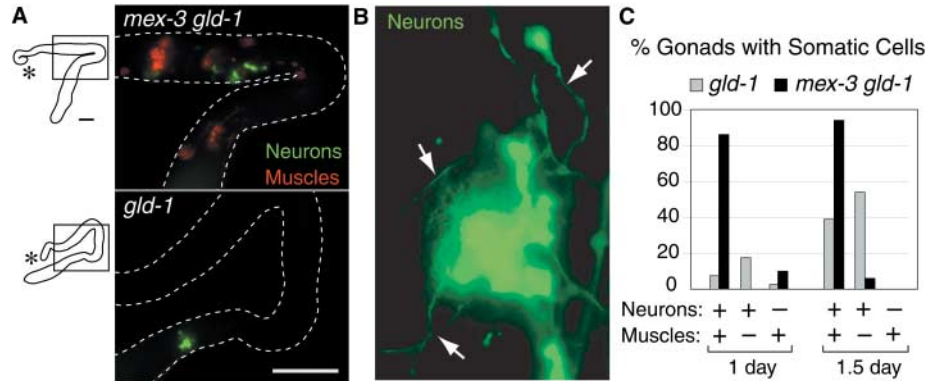 A
mex-3 gld-1
*
Neurons
Muscles
gld-1
*
B
Neurons
C
% Gonads with Somatic Cells
gld-1 mex-3 gld-1
100
80
60
40
20
0
Neurons: + + − + + −
Muscles: + − + + − +
1 day 1.5 day